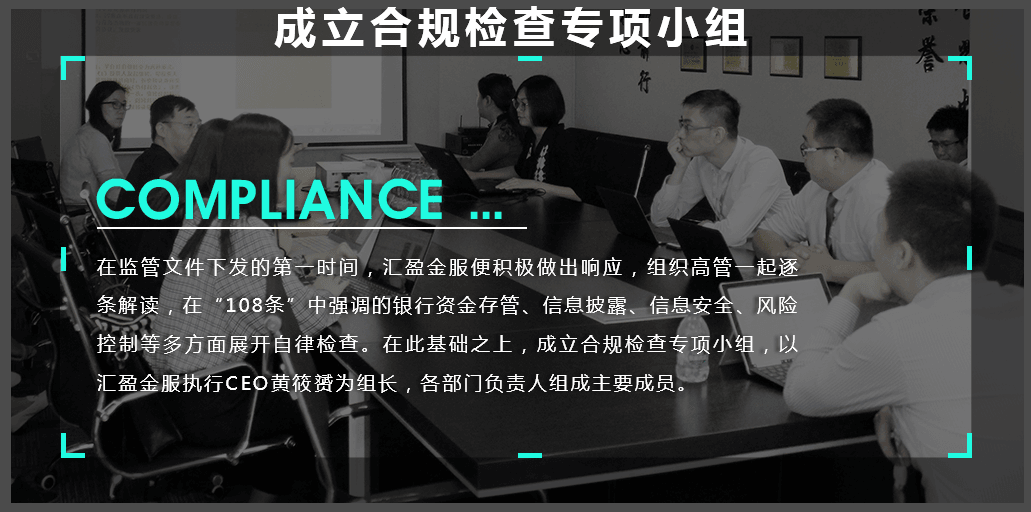 成立合规检查专项小组
荣誉
COMPLIANCE ...
在监管文件下发的第一时间，汇盈金服便积极做出响应，组织高管一起逐
条解读，在“108条”中强调的银行资金存管、信息披露、信息安全、风险
控制等多方面展开自律检查。在此基础之上，成立合规检查专项小组，以
汇盈金服执行CEO黄筱赟为组长，各部门负责人组成主要成员。